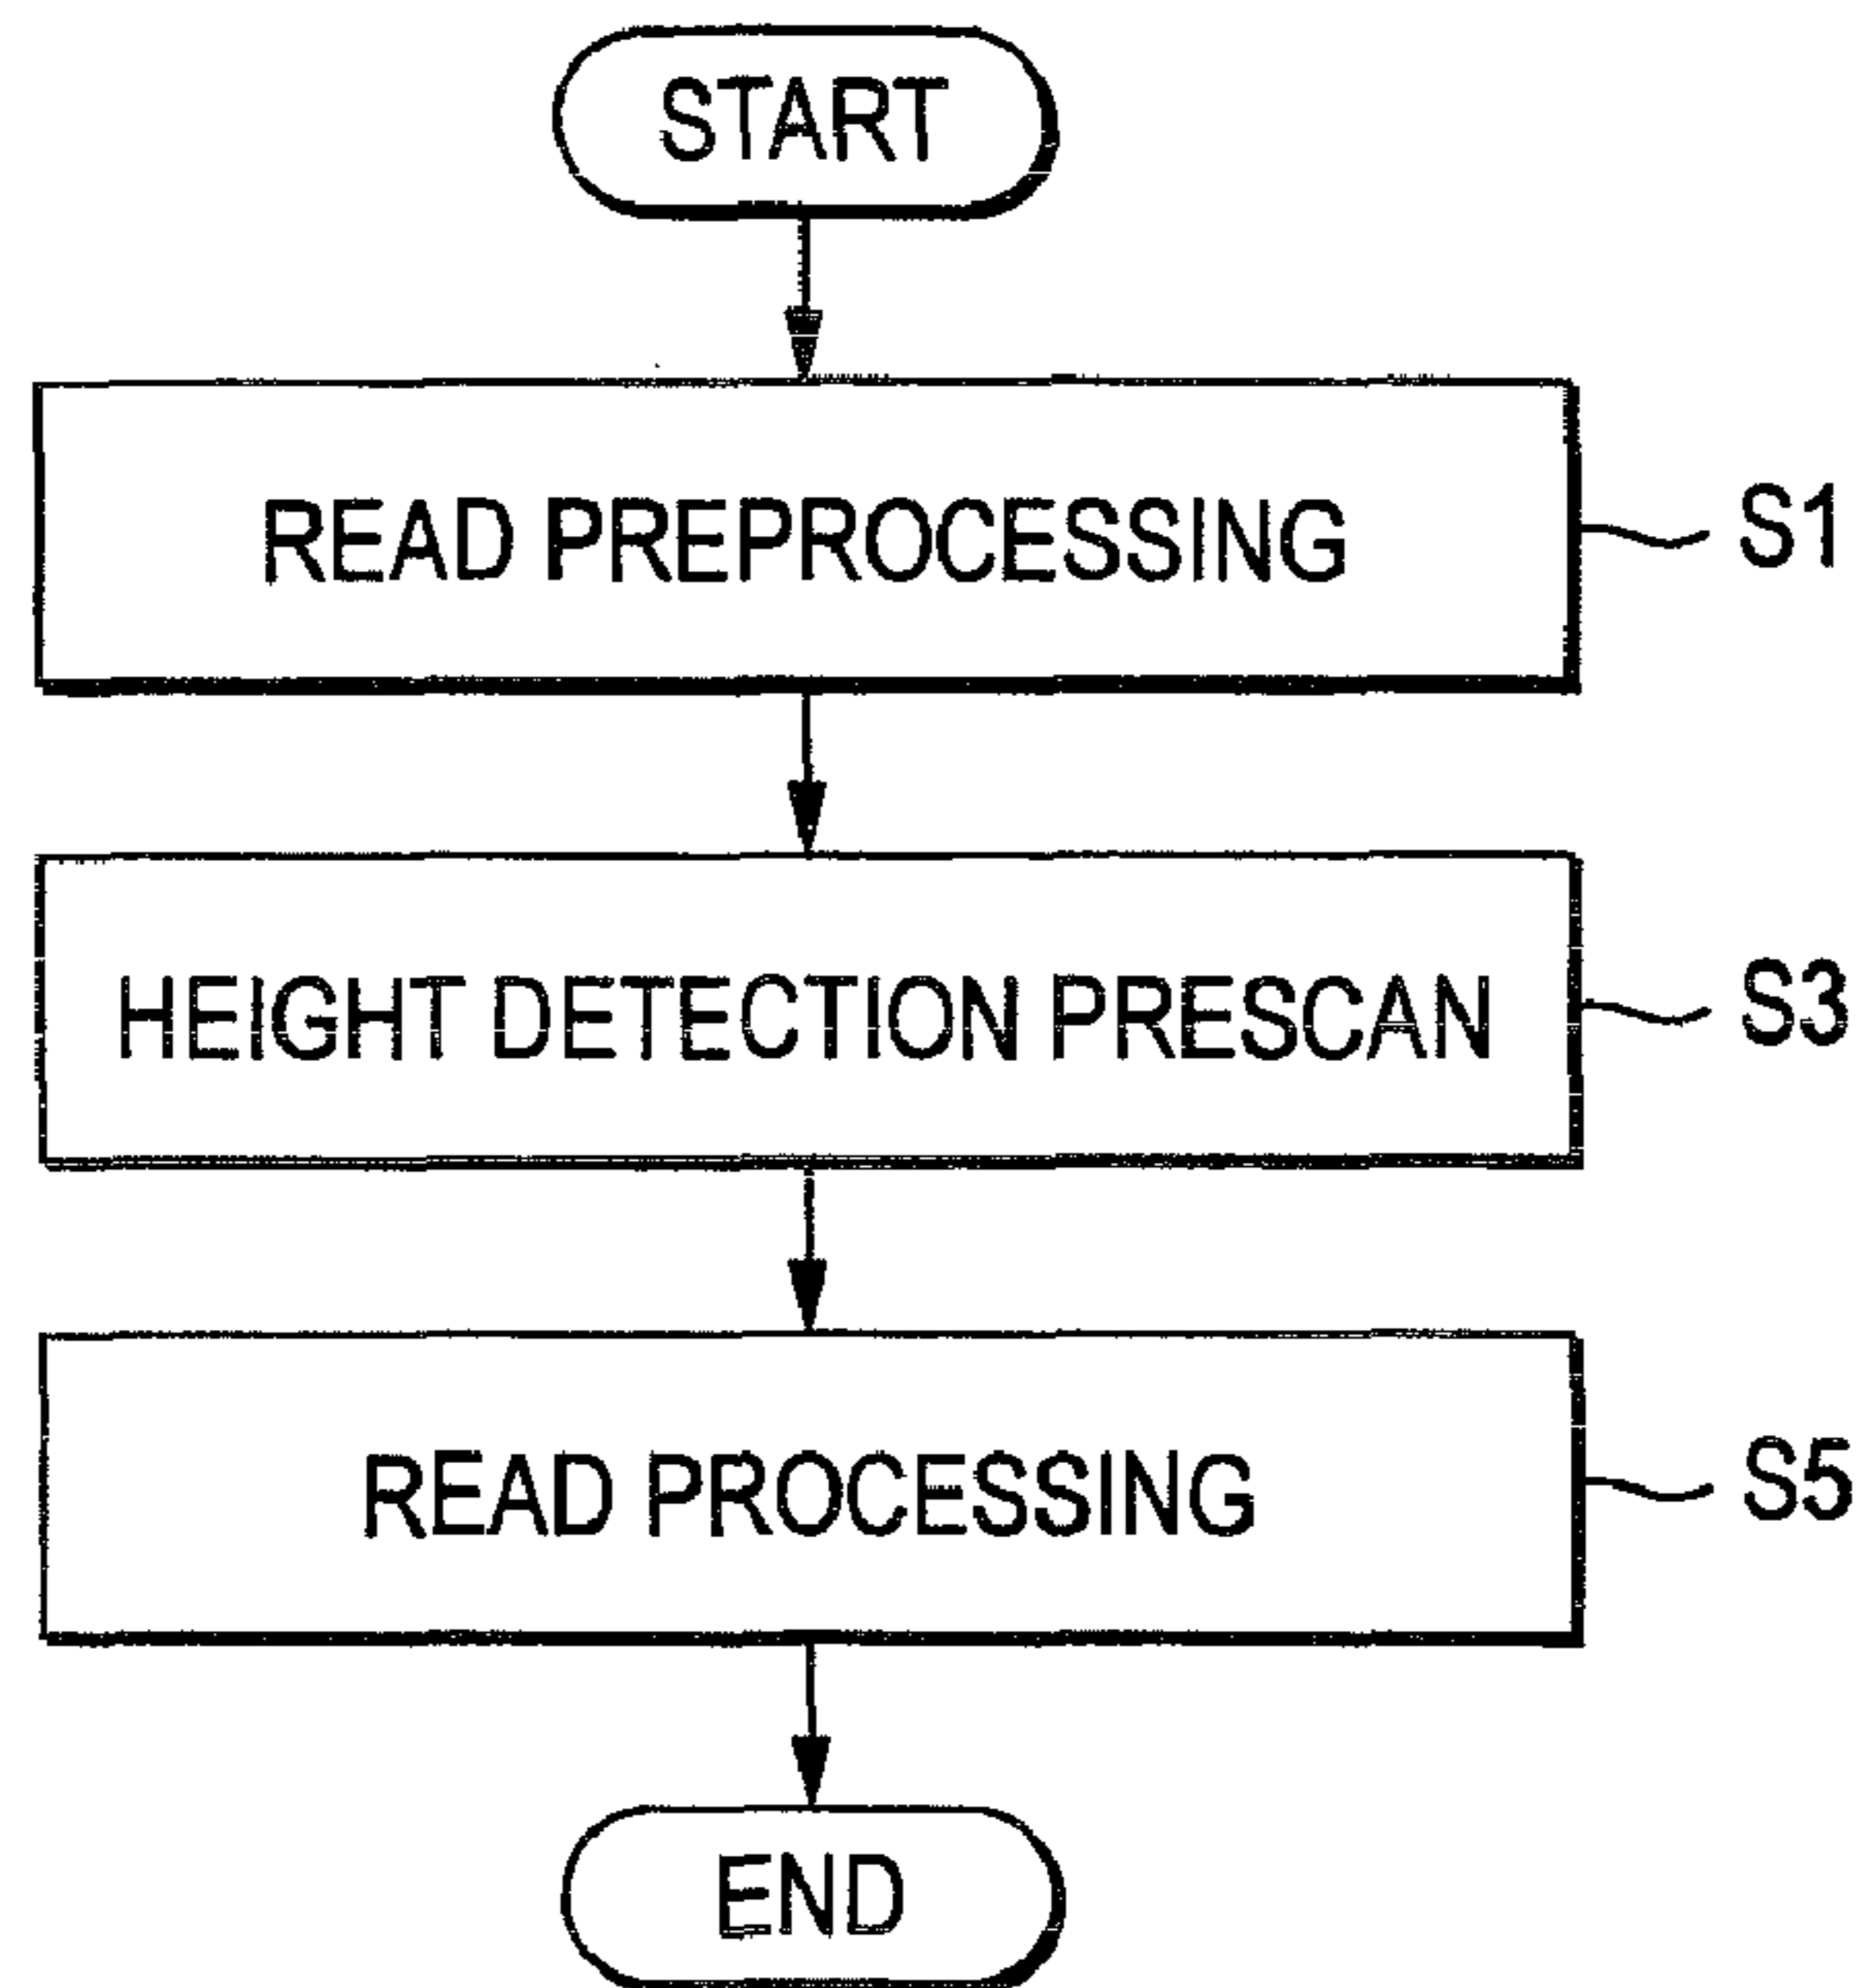 START
READ PREPROCESSING
S1
HEIGHT DETECTION PRESCAN
S3
READ PROCESSING
S5
END